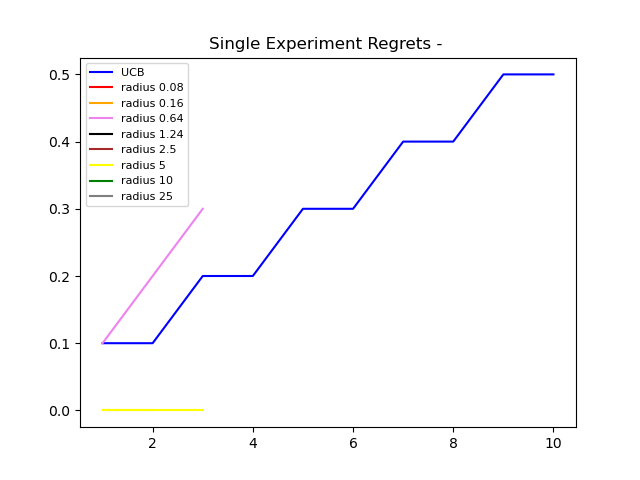 Single Experiment Regrets -
UCB
radius 0.08
radius 0.16
radius 0.64
radius 1.24
radius 2.5
radius 5
radius 10
radius 25
0.5
0.4
0.3
0.2
0.1
0.0
2 4 6 8 10